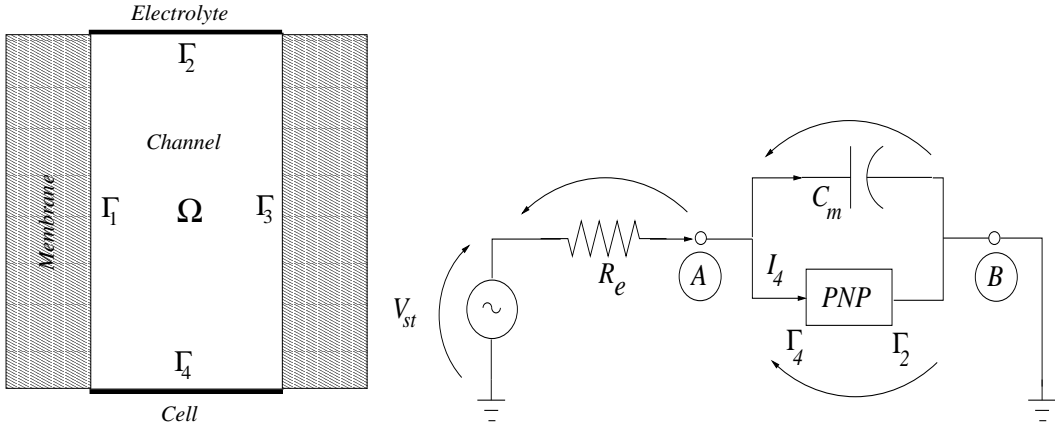 Electrolyte
Γ2
Channel
Membrane
Γ1
Ω
Γ3
Γ4
Cell
Vst
Re
A
Cm
I4
PNP
Γ4
Γ2
B